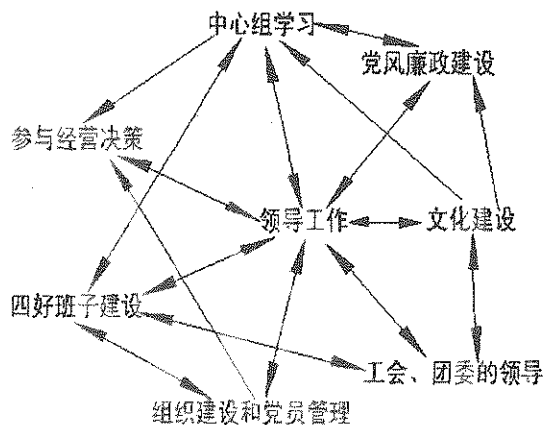 中心组学习
党风廉政建设
参与经营决策
领导工作
文化建设
四好班子建设
工会、团委的领导
组织建设和党员管理